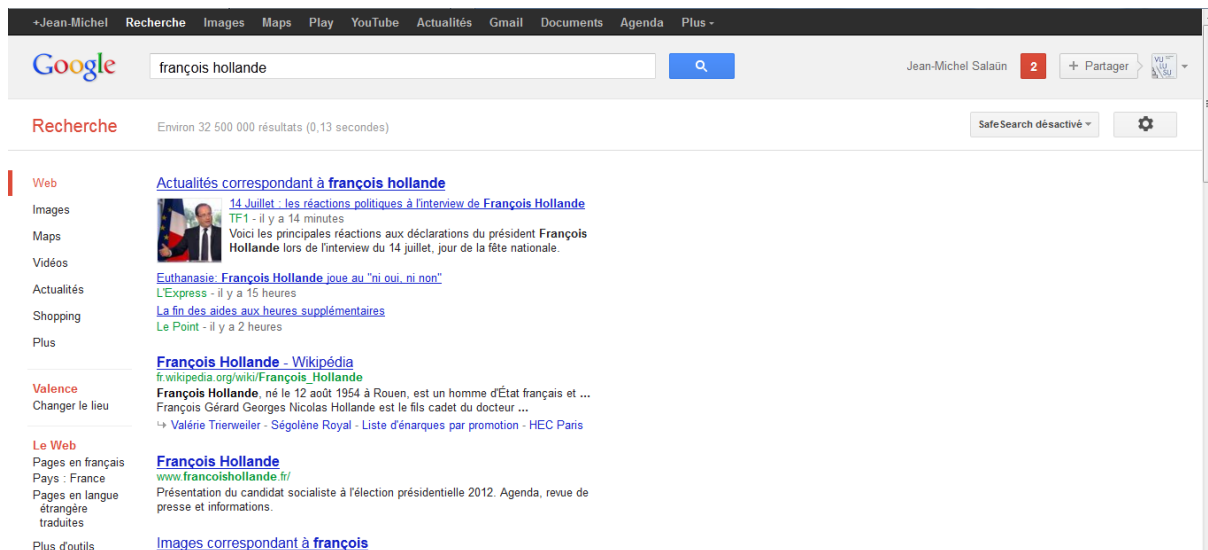 +Jean-Michel Recherche Images Maps Play YouTube Actualités Gmail Documents Agenda Plus
Google
françois hollande
Jean-Michel Salaün 2 + Partager
VU LU SU
Recherche
Environ 32 500 000 résultats (0,13 secondes)
SafeSearch désactivé
Web
Images
Maps
Vidéos
Actualités
Shopping
Plus
Valence
Changer le lieu
Le Web
Pages en français
Pays : France
Pages en langue
étrangère
traduites
Plus d'outils
Actualités correspondant à françois hollande
14 Juillet : les réactions politiques à l'interview de François Hollande
TF1 - il y a 14 minutes
Voici les principales réactions aux déclarations du président François
Hollande lors de l'interview du 14 juillet, jour de la fête nationale.
Euthanasie: François Hollande joue au "ni oui, ni non"
L'Express - il y a 15 heures
La fin des aides aux heures supplémentaires
Le Point - il y a 2 heures
François Hollande - Wikipédia
fr.wikipedia.org/wiki/François_Hollande
François Hollande, né le 12 août 1954 à Rouen, est un homme d'État français et ...
François Gérard Georges Nicolas Hollande est le fils cadet du docteur ...
Valérie Trierweiler - Ségolène Royal - Liste d'énarques par promotion - HEC Paris
François Hollande
www.francoishollande.fr/
Présentation du candidat socialiste à l'élection présidentielle 2012. Agenda, revue de
presse et informations.
Images correspondant à françois